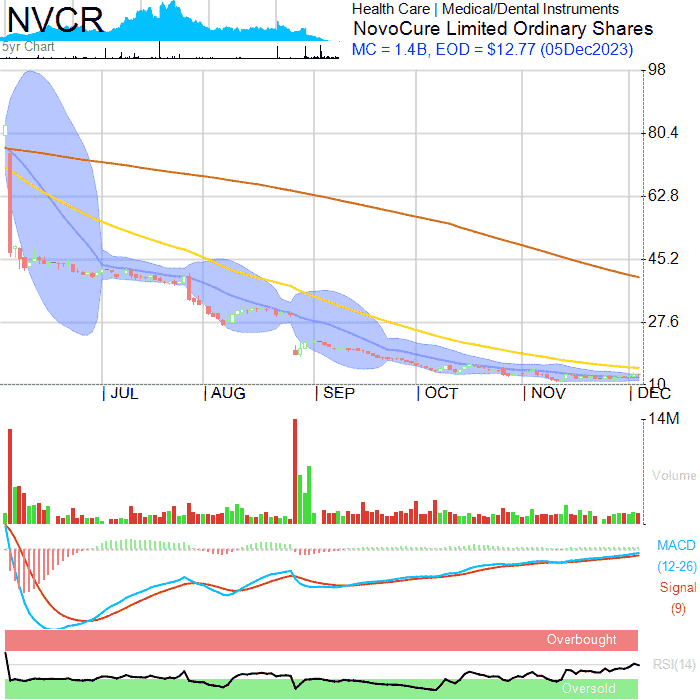 NVCR
5yr Chart
Health Care | Medical/Dental Instruments
NovoCure Limited Ordinary Shares
MC = 1.4B, EOD = $12.77 (05Dec2023)
98
80.4
62.8
45.2
27.6
10
JUL AUG SEP OCT NOV DEC
14M
Volume
MACD
(12-26)
Signal
(9)
Overbought
RSI(14)
Oversold